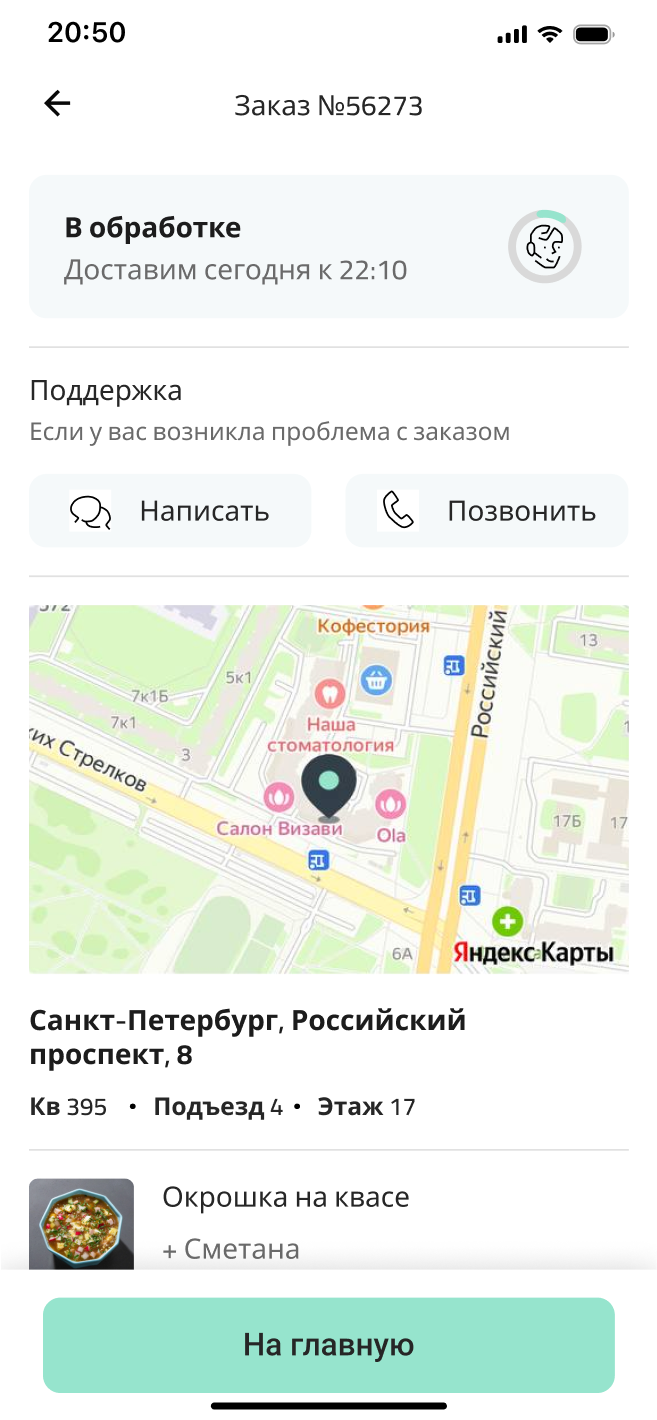 20:50
Заказ №56273
В обработке
Доставим сегодня к 22:10
Поддержка
Если у вас возникла проблема с заказом
Написать
Позвонить
Кофестория
Российский
13
5к1
7к1Б
7к1
3
Наша
стоматология
их Стрелков
Салон Визави
Ola
17Б
17
6А
Яндекс Карты
Санкт-Петербург, Российский
проспект, 8
Кв 395 • Подъезд 4 • Этаж 17
Окрошка на квасе
+ Сметана
На главную